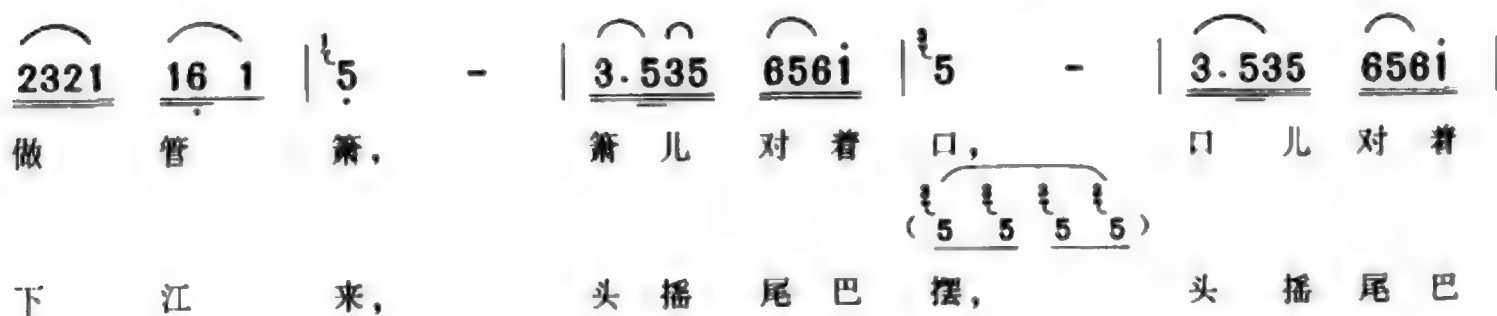 2321 16 1 | 5 - | 3.535 6561 | 5 - | 3.535 6561 |
做 管 箫， 箫 儿 对 着 口， 口 儿 对 着
( 5 5 5 5 )
下 江 来， 头 摇 尾 巴 摆， 头 摇 尾 巴